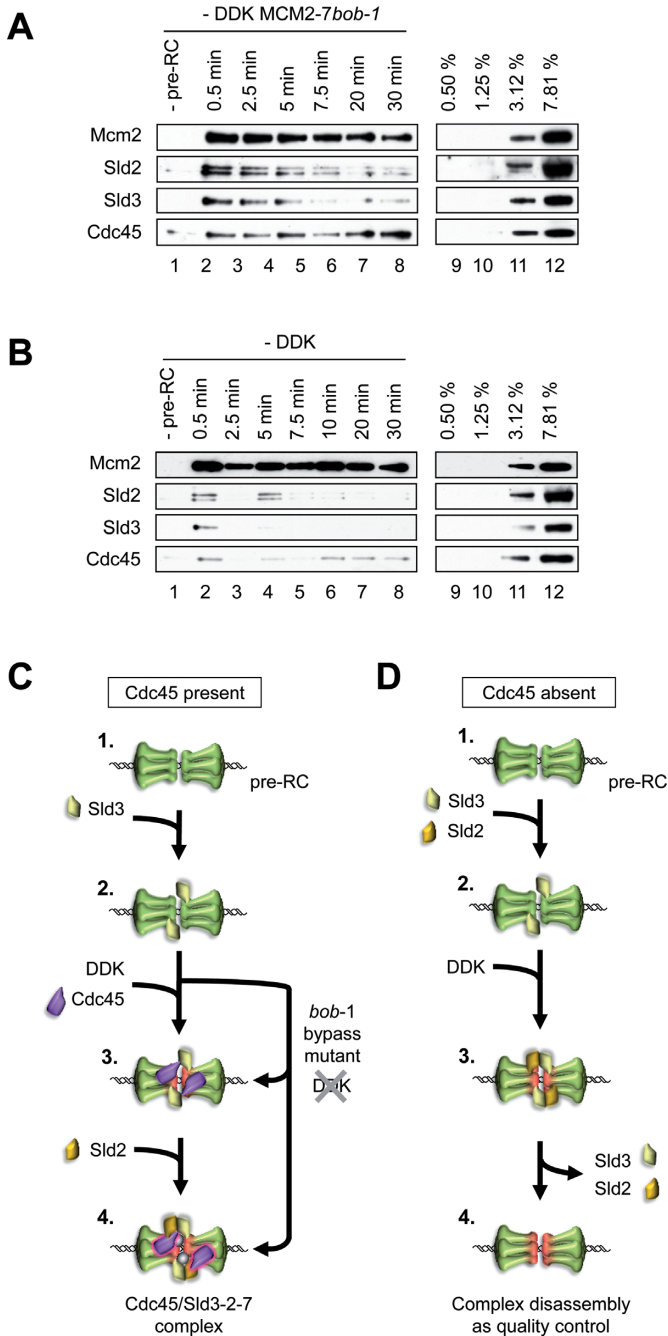 A
- DDK MCM2-7bob-1
- pre-RC
0.5 min
2.5 min
5 min
7.5 min
20 min
30 min
0.50 %
1.25 %
3.12 %
7.81 %
Mcm2
Sld2
Sld3
Cdc45
1 2 3 4 5 6 7 8 9 10 11 12
B
- DDK
- pre-RC
0.5 min
2.5 min
5 min
7.5 min
10 min
20 min
30 min
0.50 %
1.25 %
3.12 %
7.81 %
Mcm2
Sld2
Sld3
Cdc45
1 2 3 4 5 6 7 8 9 10 11 12
C
Cdc45 present
1.
pre-RC
Sld3
2.
DDK
Cdc45
bob-1
bypass
mutant
DDK
3.
Sld2
4.
Cdc45/Sld3-2-7
complex
D
Cdc45 absent
1.
pre-RC
Sld3
Sld2
2.
DDK
3.
Sld3
Sld2
4.
Complex disassembly
as quality control